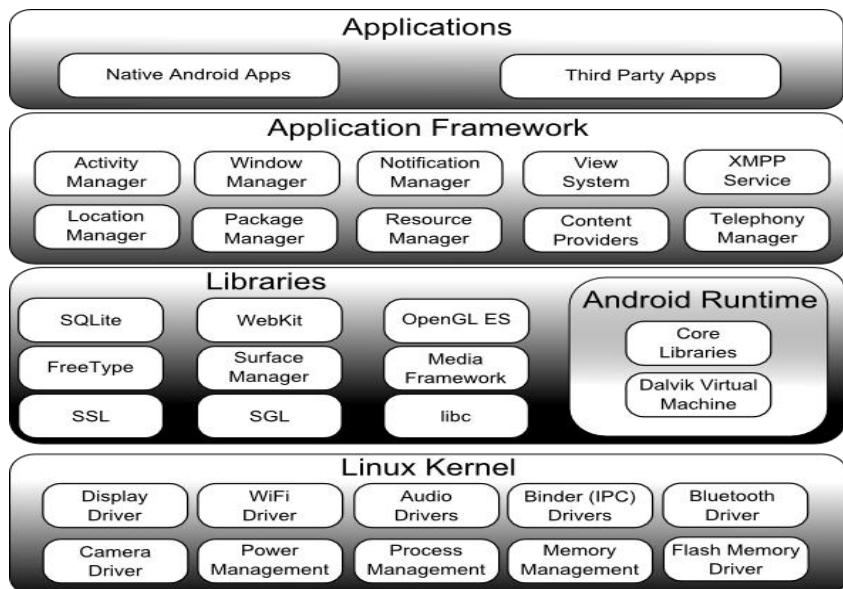 Applications
Native Android Apps
Third Party Apps
Application Framework
Activity
Manager
Window
Manager
Notification
Manager
View
System
XMPP
Service
Location
Manager
Package
Manager
Resource
Manager
Content
Providers
Telephony
Manager
Libraries
SQLite
WebKit
OpenGL ES
FreeType
Surface
Manager
Media
Framework
SSL
SGL
libc
Android Runtime
Core
Libraries
Dalvik Virtual
Machine
Linux Kernel
Display
Driver
WiFi
Driver
Audio
Drivers
Binder (IPC)
Drivers
Bluetooth
Driver
Camera
Driver
Power
Management
Process
Management
Memory
Management
Flash Memory
Driver